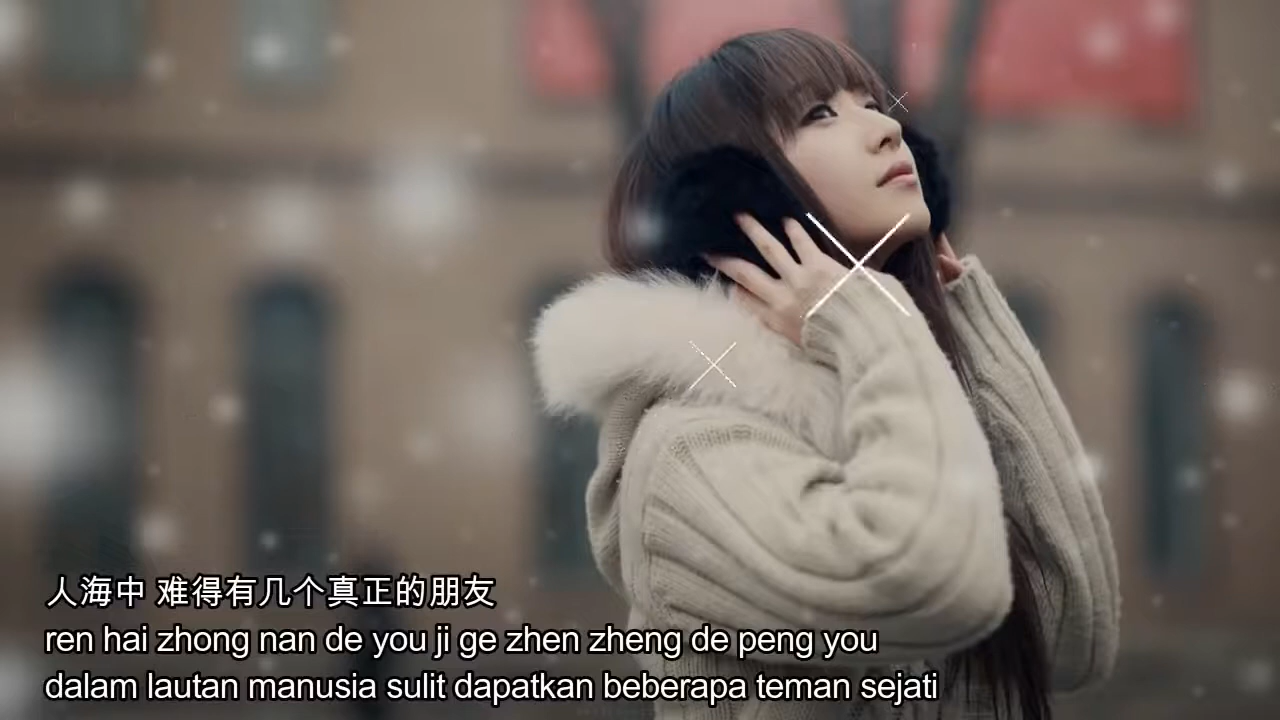 人海中 难得有几个真正的朋友
ren hai zhong nan de you ji ge zhen zheng de peng you
dalam lautan manusia sulit dapatkan beberapa teman sejati